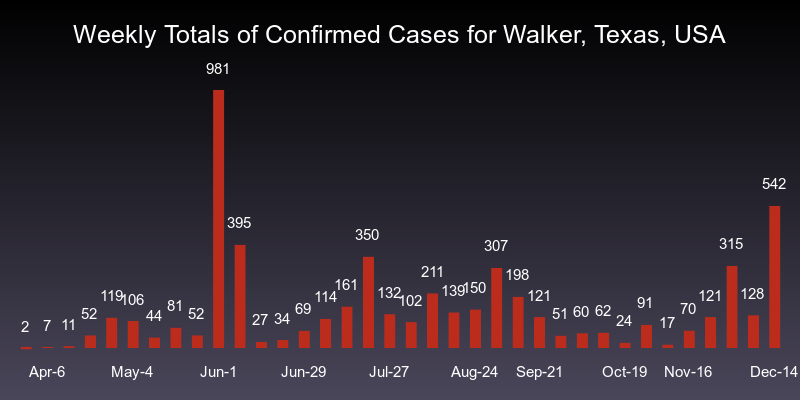 Weekly Totals of Confirmed Cases for Walker, Texas, USA
2 7 11 52 119 106 44 81 52 981 395 27 34 69 114 161 350 132 102 211 139 150 307 198 121 51 60 62 24 91 17 70 121 315 128 542
Apr-6 May-4 Jun-1 Jun-29 Jul-27 Aug-24 Sep-21 Oct-19 Nov-16 Dec-14